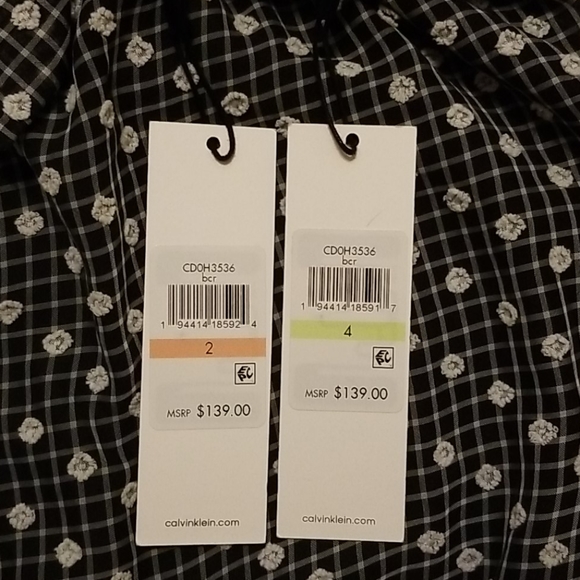 CD0H3536
bcr
1 94414 18592 4
2
MSRP $139.00
calvinklein.com
CD0H3536
bcr
1 94414 18591 7
4
MSRP $139.00
calvinklein.com